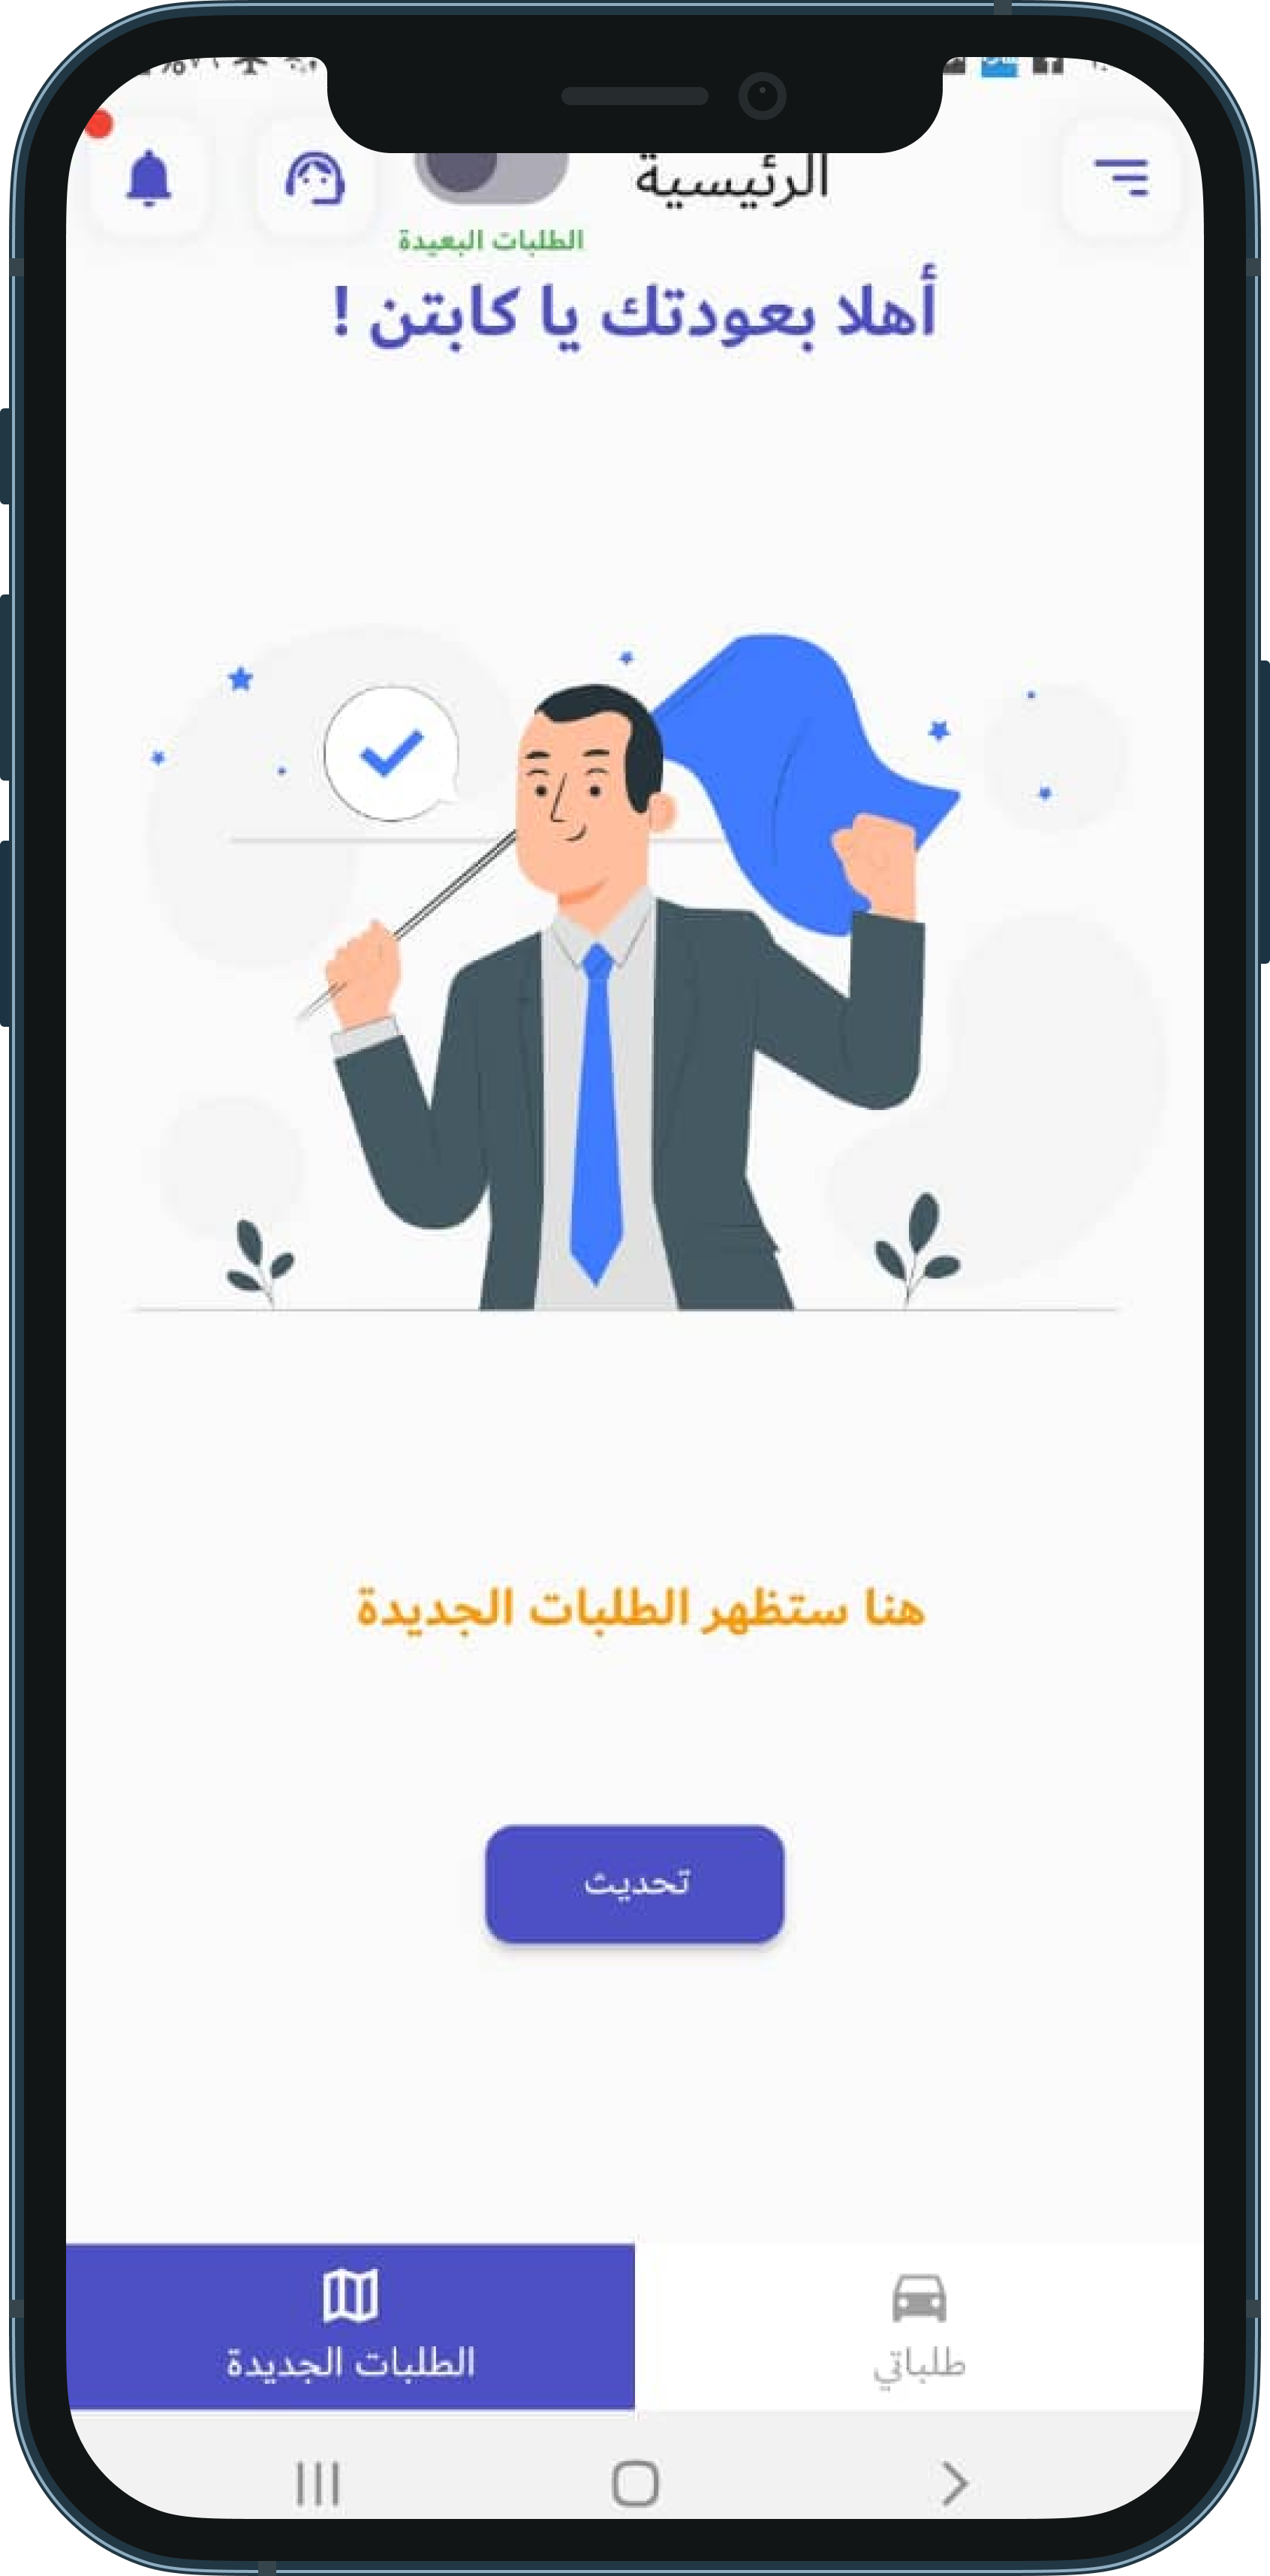 الرئيسية
الطلبات البعيدة
أهلا بعودتك يا كابتن !
هنا ستظهر الطلبات الجديدة
تحديث
طلباتي
الطلبات الجديدة